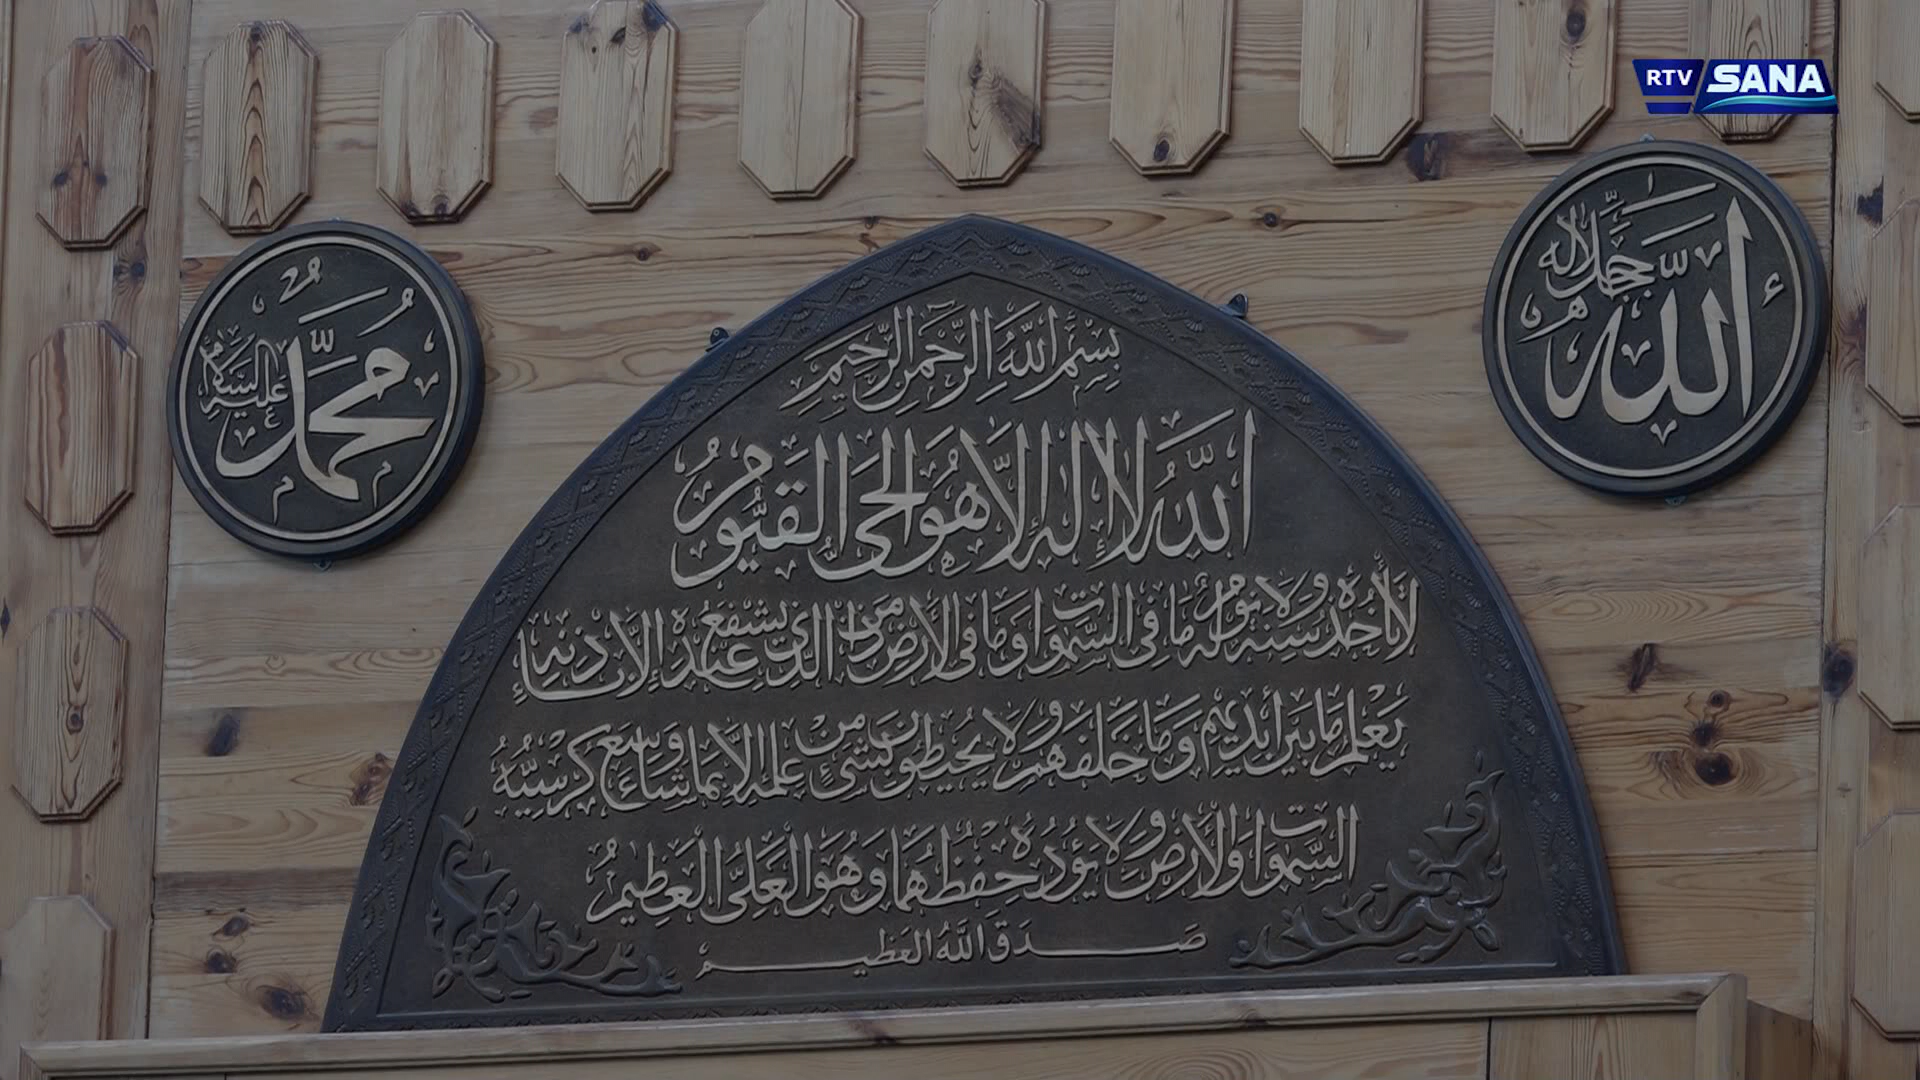 RTV SANA
الله جل جلاله
محمد عليه السلام
بسم الله الرحمن الرحيم
الله لا إله إلا هو الحي القيوم
لا تأخذه سنة ولا نوم له ما في السموات وما في الأرض من الذي يشفع عنده إلا بإذنه
يعلم ما بين أيديهم وما خلفهم ولا يحيطون بشيء من علمه إلا بما شاء وسع كرسيه
السموات والأرض ولا يؤده حفظهما وهو العلي العظيم
صدق الله العظيم